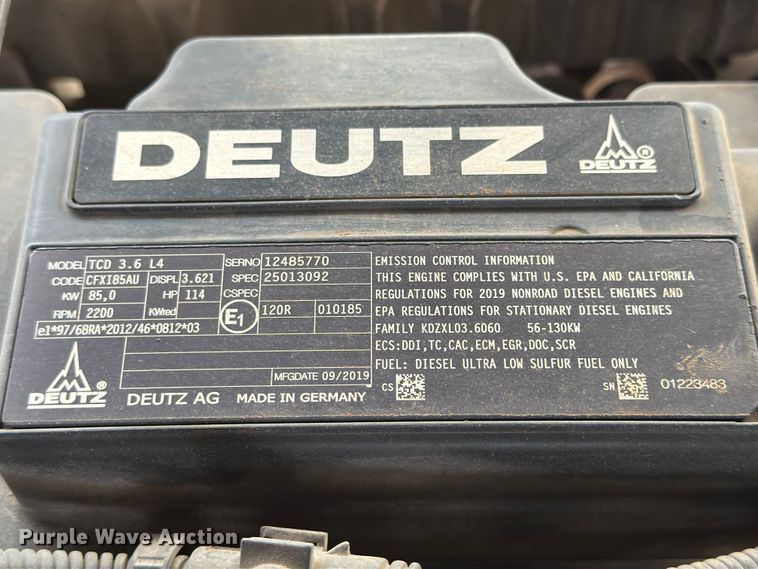 DEUTZ
DEUTZ ®
MODEL TCD 3.6 L4 SERNO 12485770
CODE CFXI85AU DISPL 3.621 SPEC 25013092
KW 85,0 HP 114 CSPEC
RPM 2200 KWred E1 120R 010185
e1*97/68RA*2012/46*0812*03
MFGDATE 09/2019
DEUTZ ®
DEUTZ AG MADE IN GERMANY
EMISSION CONTROL INFORMATION
THIS ENGINE COMPLIES WITH U.S. EPA AND CALIFORNIA
REGULATIONS FOR 2019 NONROAD DIESEL ENGINES AND
EPA REGULATIONS FOR STATIONARY DIESEL ENGINES
FAMILY KDZXL03.6060 56-130KW
ECS:DDI,TC,CAC,ECM,EGR,DOC,SCR
FUEL: DIESEL ULTRA LOW SULFUR FUEL ONLY
CS SN 01223483
Purple Wave Auction